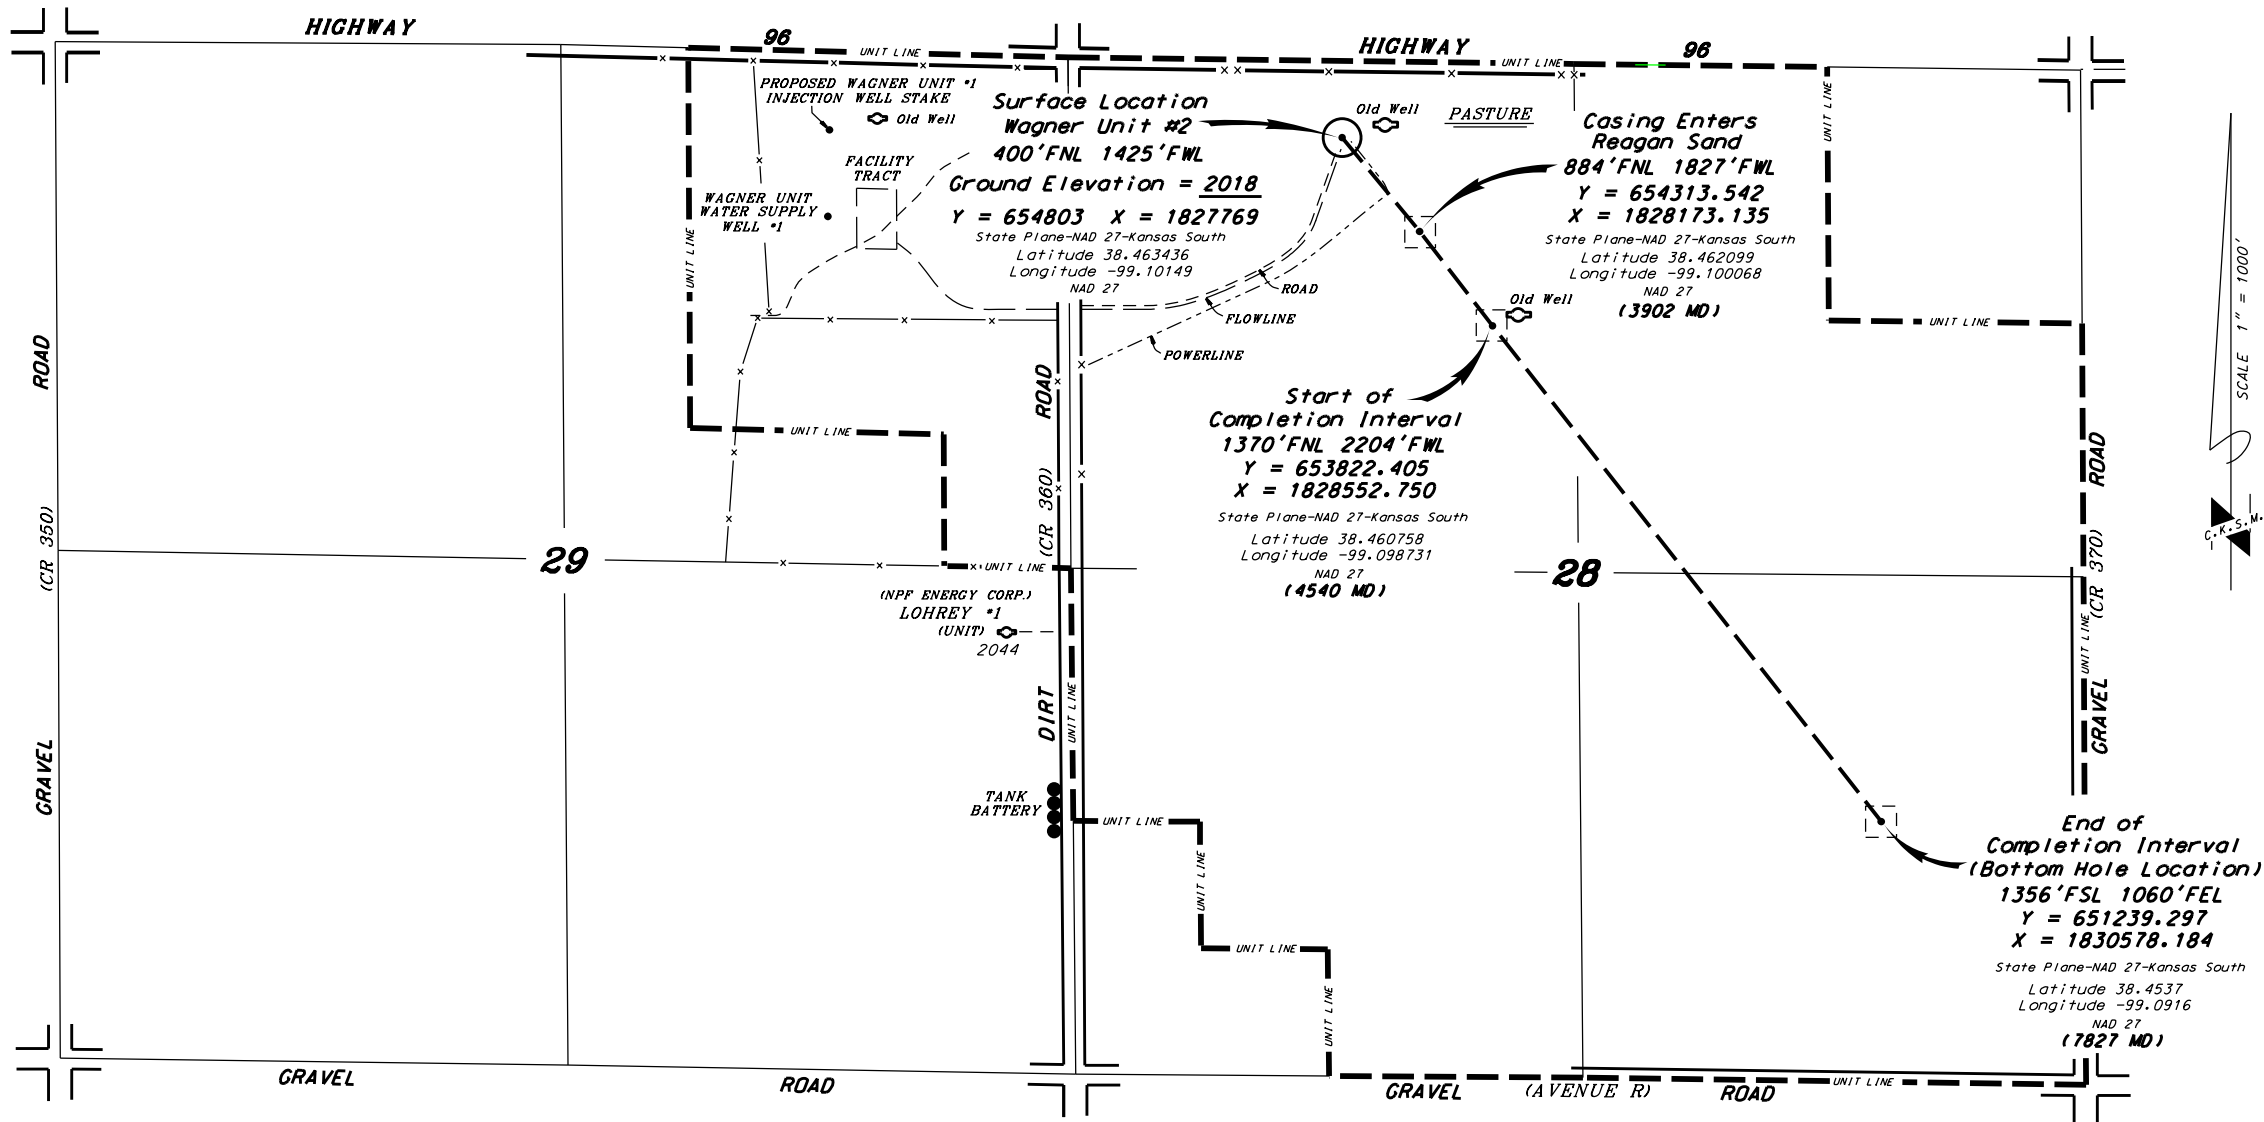 HIGHWAY
96
UNIT LINE
HIGHWAY
96
UNIT LINE
PROPOSED WAGNER UNIT #1
INJECTION WELL STAKE
Old Well
FACILITY
TRACT
WAGNER UNIT
WATER SUPPLY
WELL #1
UNIT LINE
Surface Location
Wagner Unit #2
400'FNL 1425'FWL
Ground Elevation = 2018
Y = 654803 X = 1827769
State Plane-NAD 27-Kansas South
Latitude 38.463436
Longitude -99.10149
NAD 27
Old Well
PASTURE
Casing Enters
Reagan Sand
884'FNL 1827'FWL
Y = 654313.542
X = 1828173.135
State Plane-NAD 27-Kansas South
Latitude 38.462099
Longitude -99.100068
NAD 27
(3902 MD)
UNIT LINE
UNIT LINE
SCALE 1" = 1000'
C.K.S.M.
ROAD
FLOWLINE
POWERLINE
Old Well
ROAD
(CR 350)
GRAVEL
UNIT LINE
ROAD
(CR 360)
DIRT
Start of
Completion Interval
1370'FNL 2204'FWL
Y = 653822.405
X = 1828552.750
State Plane-NAD 27-Kansas South
Latitude 38.460758
Longitude -99.098731
NAD 27
(4540 MD)
29
28
UNIT LINE
(NPF ENERGY CORP.)
LOHREY #1
(UNIT)
2044
UNIT LINE
TANK
BATTERY
UNIT LINE
UNIT LINE
UNIT LINE
UNIT LINE
ROAD
(CR 370)
UNIT LINE
GRAVEL
End of
Completion Interval
(Bottom Hole Location)
1356'FSL 1060'FEL
Y = 651239.297
X = 1830578.184
State Plane-NAD 27-Kansas South
Latitude 38.4537
Longitude -99.0916
NAD 27
(7827 MD)
GRAVEL
ROAD
GRAVEL
(AVENUE R)
ROAD
UNIT LINE